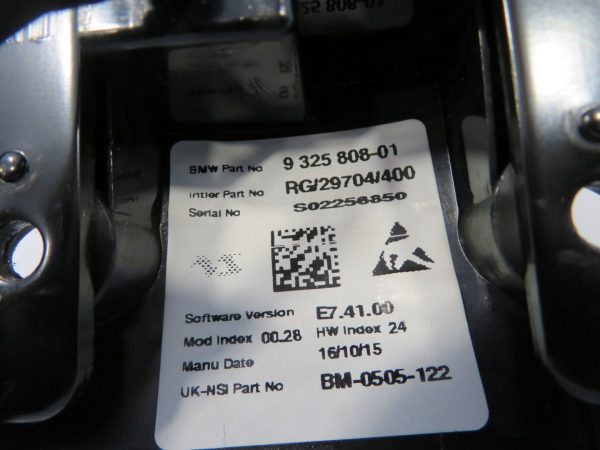 BMW Part No 9 325 808-01
Intier Part No RG/29704/400
Serial No S02256850
Software Version E7.41.00
Mod Index 00.28 HW Index 24
Manu Date 16/10/15
UK-NSI Part No BM-0505-122